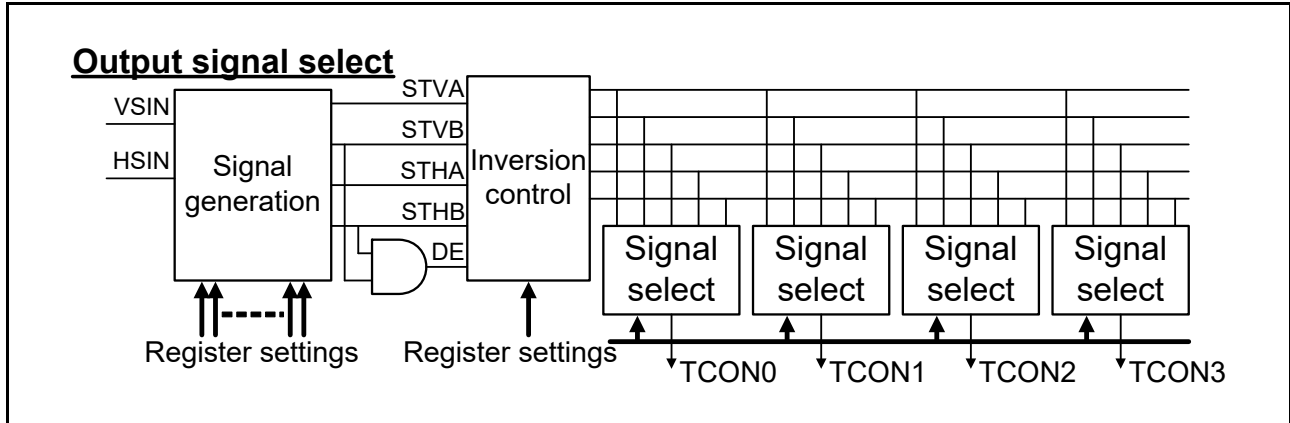 Output signal select
VSIN
HSIN
Signal
generation
STVA
STVB
STHA
STHB
DE
Inversion
control
Signal
select
Signal
select
Signal
select
Signal
select
Register settings
Register settings
TCON0
TCON1
TCON2
TCON3